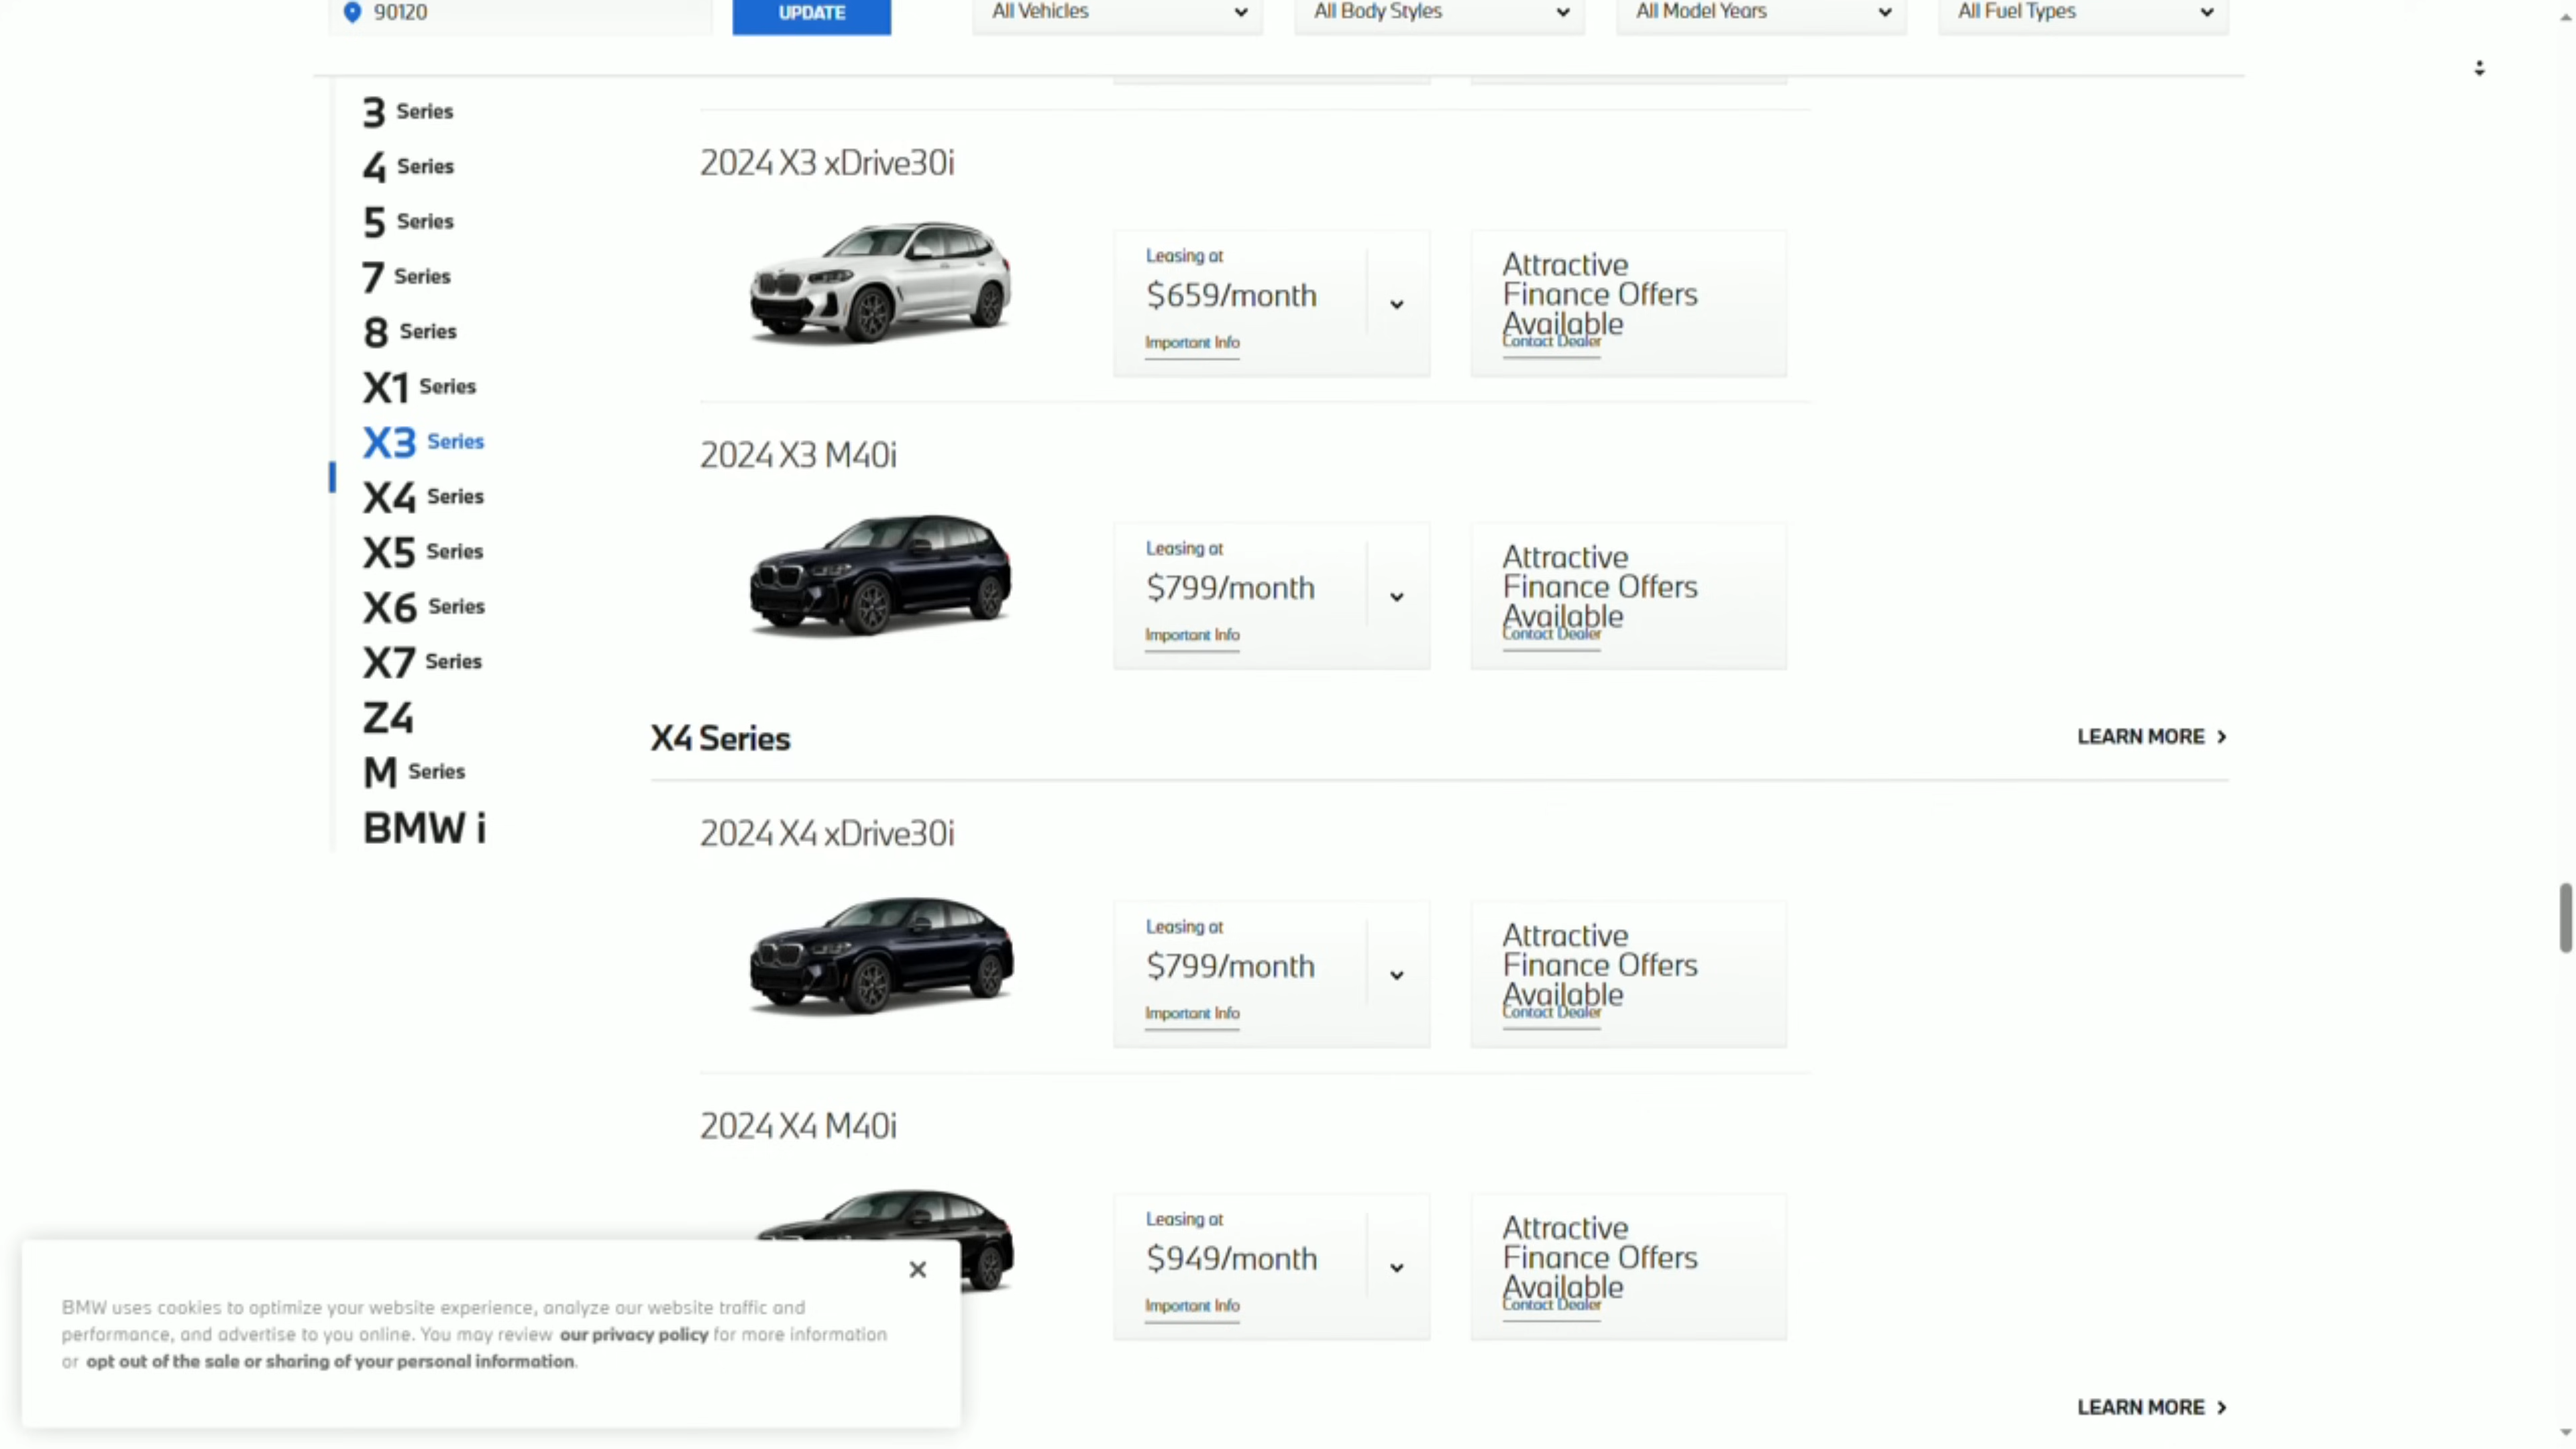 90120
UPDATE
All Vehicles
All Body Styles
All Model Years
All Fuel Types
3 Series
4 Series
5 Series
7 Series
8 Series
X1 Series
X3 Series
X4 Series
X5 Series
X6 Series
X7 Series
Z4
M Series
BMW i
2024 X3 xDrive30i
Leasing at
$659/month
Important Info
Attractive
Finance Offers
Available
Contact Dealer
2024 X3 M40i
Leasing at
$799/month
Important Info
Attractive
Finance Offers
Available
Contact Dealer
X4 Series
LEARN MORE
2024 X4 xDrive30i
Leasing at
$799/month
Important Info
Attractive
Finance Offers
Available
Contact Dealer
2024 X4 M40i
Leasing at
$949/month
Important Info
Attractive
Finance Offers
Available
Contact Dealer
BMW uses cookies to optimize your website experience, analyze our website traffic and
performance, and advertise to you online. You may review our privacy policy for more information
or opt out of the sale or sharing of your personal information.
LEARN MORE